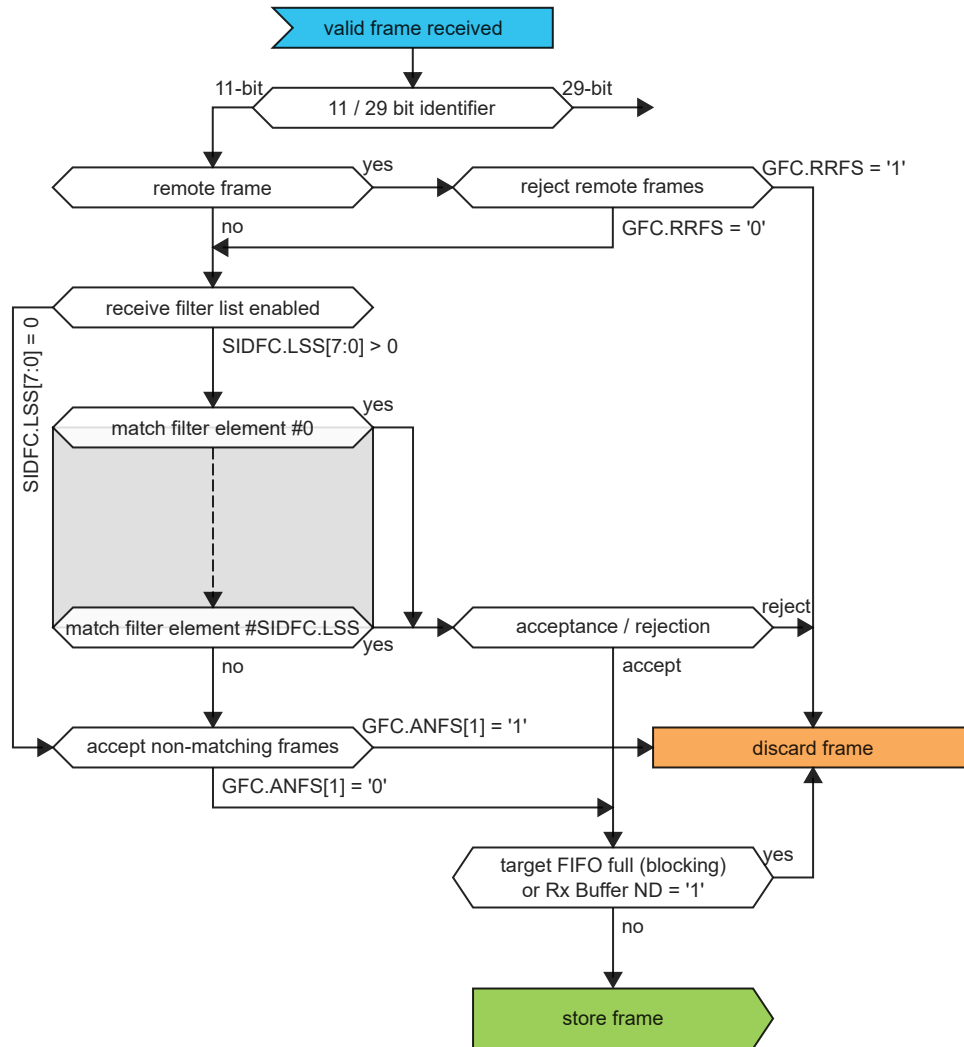 valid frame received
11-bit
29-bit
11 / 29 bit identifier
yes
GFC.RRFS = '1'
remote frame
reject remote frames
no
GFC.RRFS = '0'
receive filter list enabled
SIDFC.LSS[7:0] = 0
SIDFC.LSS[7:0] > 0
yes
match filter element #0
reject
match filter element #SIDFC.LSS
yes
acceptance / rejection
no
accept
GFC.ANFS[1] = '1'
accept non-matching frames
discard frame
GFC.ANFS[1] = '0'
target FIFO full (blocking)
or Rx Buffer ND = '1'
yes
no
store frame